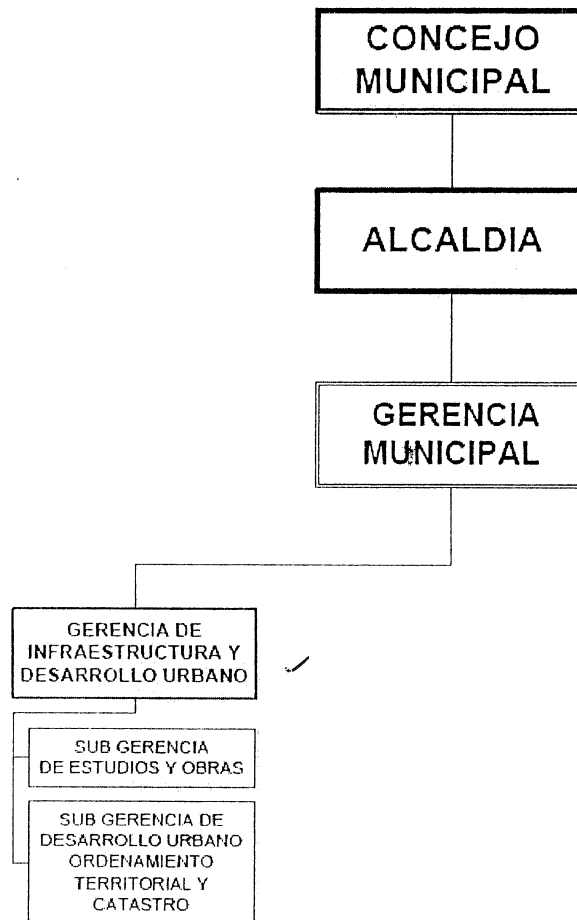 CONCEJO
MUNICIPAL
ALCALDIA
GERENCIA
MUNICIPAL
GERENCIA DE
INFRAESTRUCTURA Y
DESARROLLO URBANO
SUB GERENCIA
DE ESTUDIOS Y OBRAS
SUB GERENCIA DE
DESARROLLO URBANO
ORDENAMIENTO
TERRITORIAL Y
CATASTRO